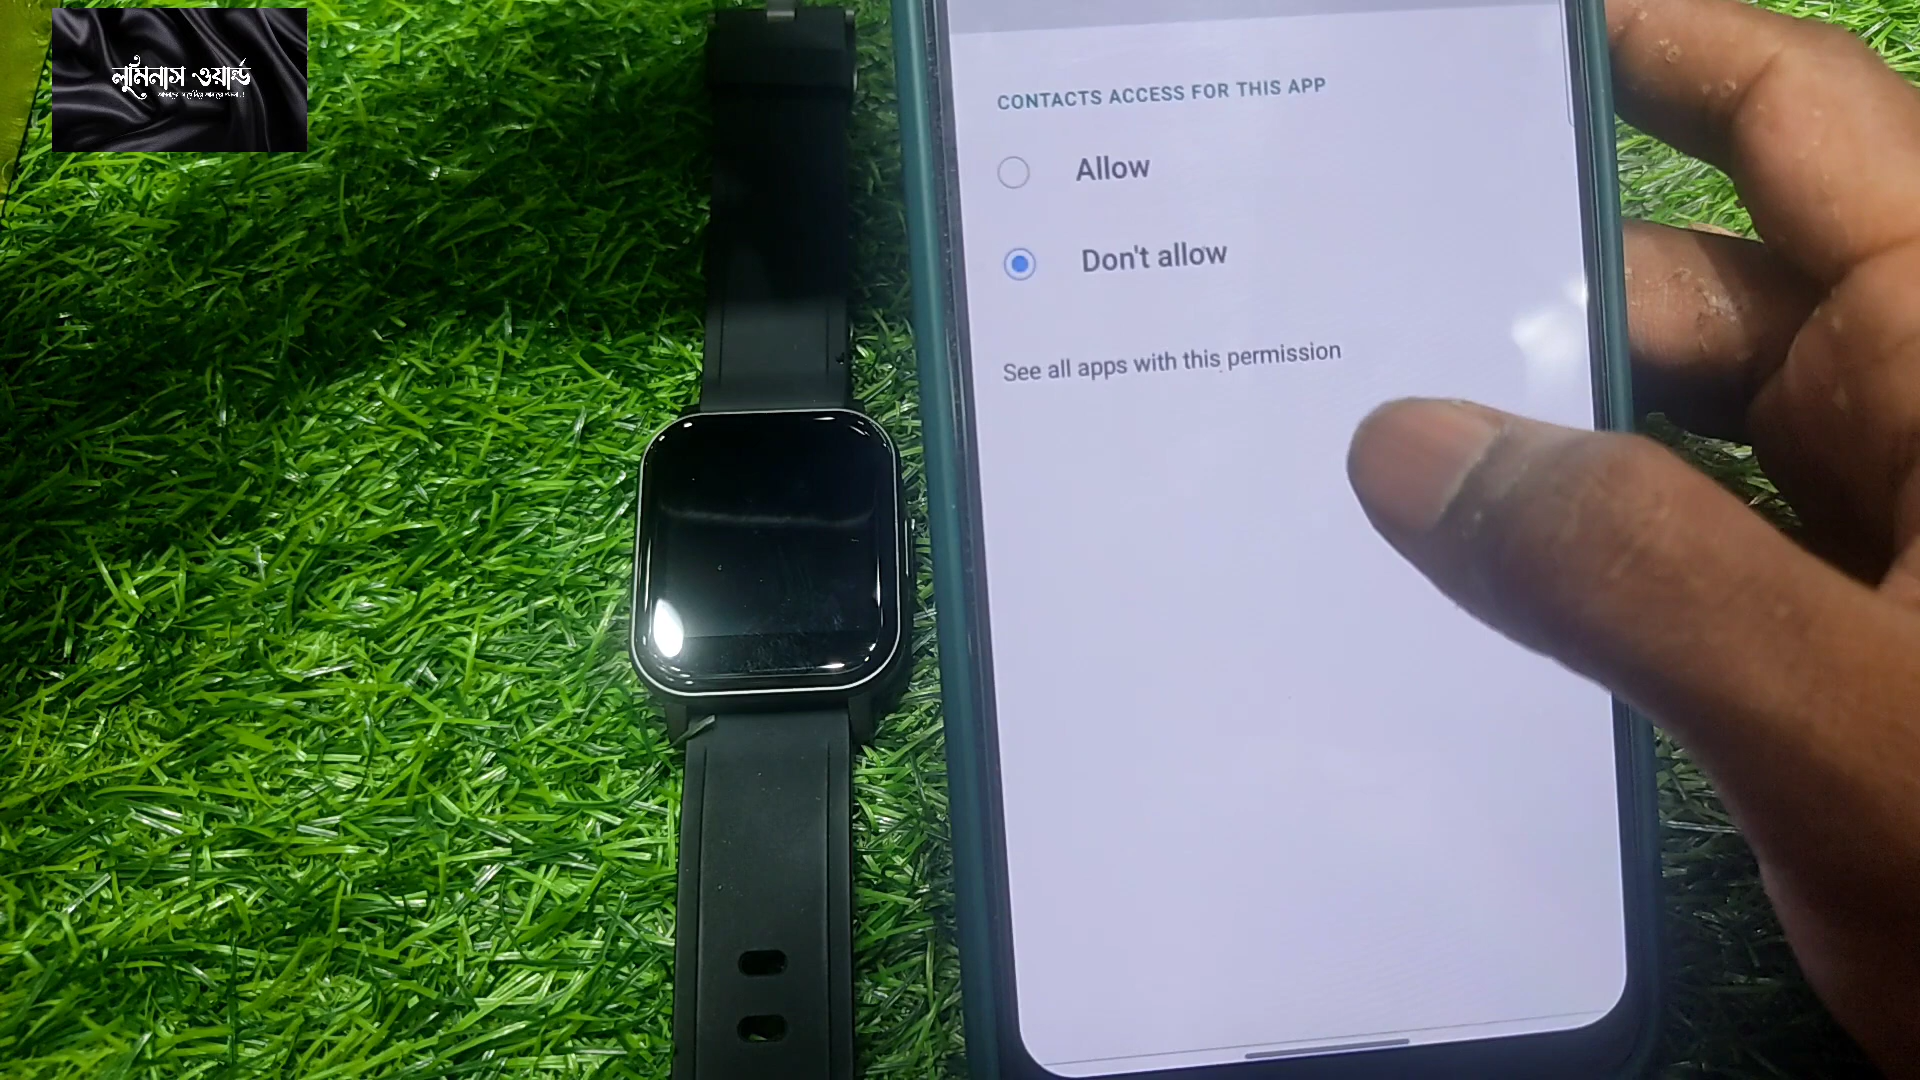 লুমিনাস ওয়ার্ল্ড
CONTACTS ACCESS FOR THIS APP
Allow
Don't allow
See all apps with this permission